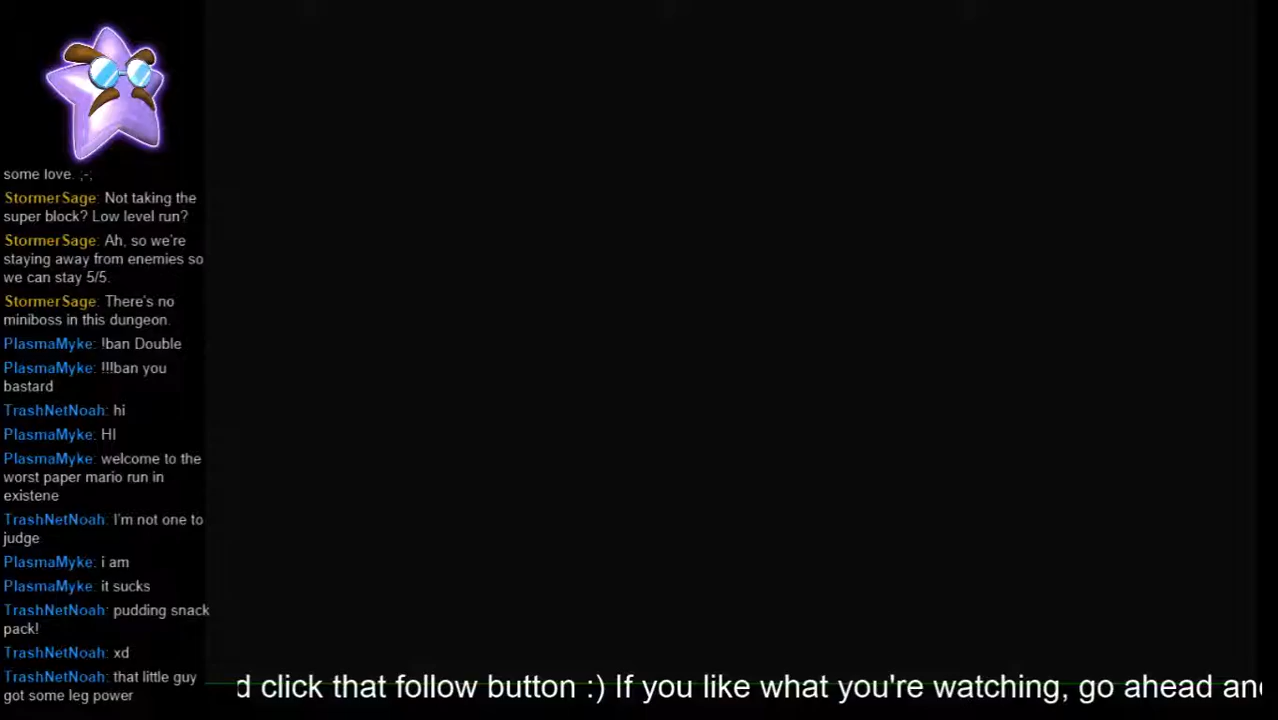 some love. ;-;
StormerSage: Not taking the
super block? Low level run?
StormerSage: Ah, so we're
staying away from enemies so
we can stay 5/5.
StormerSage: There's no
miniboss in this dungeon.
PlasmaMyke: !ban Double
PlasmaMyke: !!!ban you
bastard
TrashNetNoah: hi
PlasmaMyke: HI
PlasmaMyke: welcome to the
worst paper mario run in
existene
TrashNetNoah: I'm not one to
judge
PlasmaMyke: i am
PlasmaMyke: it sucks
TrashNetNoah: pudding snack
pack!
TrashNetNoah: xd
TrashNetNoah: that little guy
got some leg power
d click that follow button :) If you like what you're watching, go ahead and